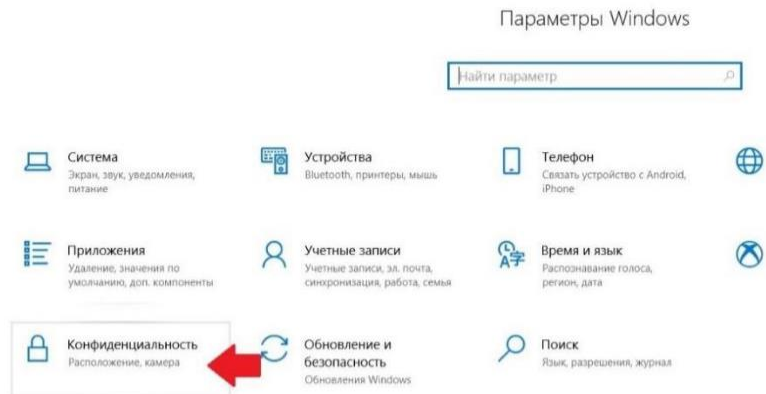 Параметры Windows
Найти параметр
Система
Экран, звук, уведомления,
питание
Устройства
Bluetooth, принтеры, мышь
Телефон
Связать устройство с Android,
iPhone
Приложения
Удаление, значения по
умолчанию, доп. компоненты
Учетные записи
Учетные записи, эл. почта,
синхронизация, работа, семья
Время и язык
Распознавание голоса,
регион, дата
Конфиденциальность
Расположение, камера
Обновление и
безопасность
Обновления Windows
Поиск
Язык, разрешения, журнал